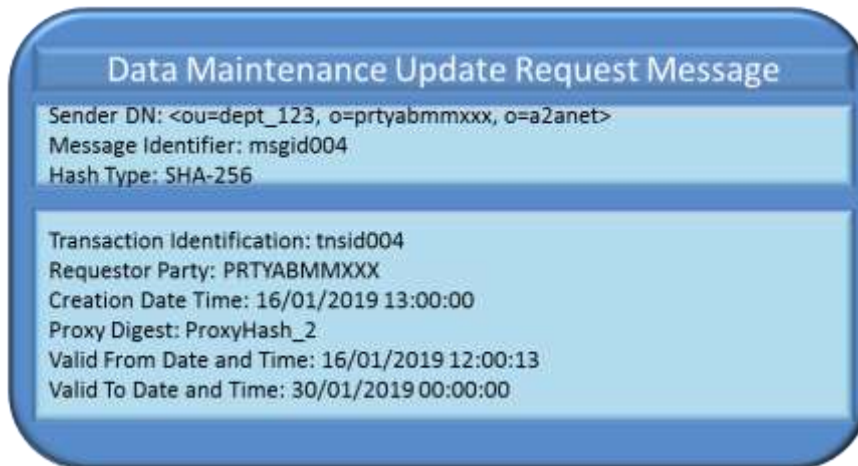 Data Maintenance Update Request Message
Sender DN: <ou=dept_123, o=prtyabmmxxx, o=a2anet>
Message Identifier: msgid004
Hash Type: SHA-256
Transaction Identification: tnsid004
Requestor Party: PRTYABMMXXX
Creation Date Time: 16/01/2019 13:00:00
Proxy Digest: ProxyHash_2
Valid From Date and Time: 16/01/2019 12:00:13
Valid To Date and Time: 30/01/2019 00:00:00